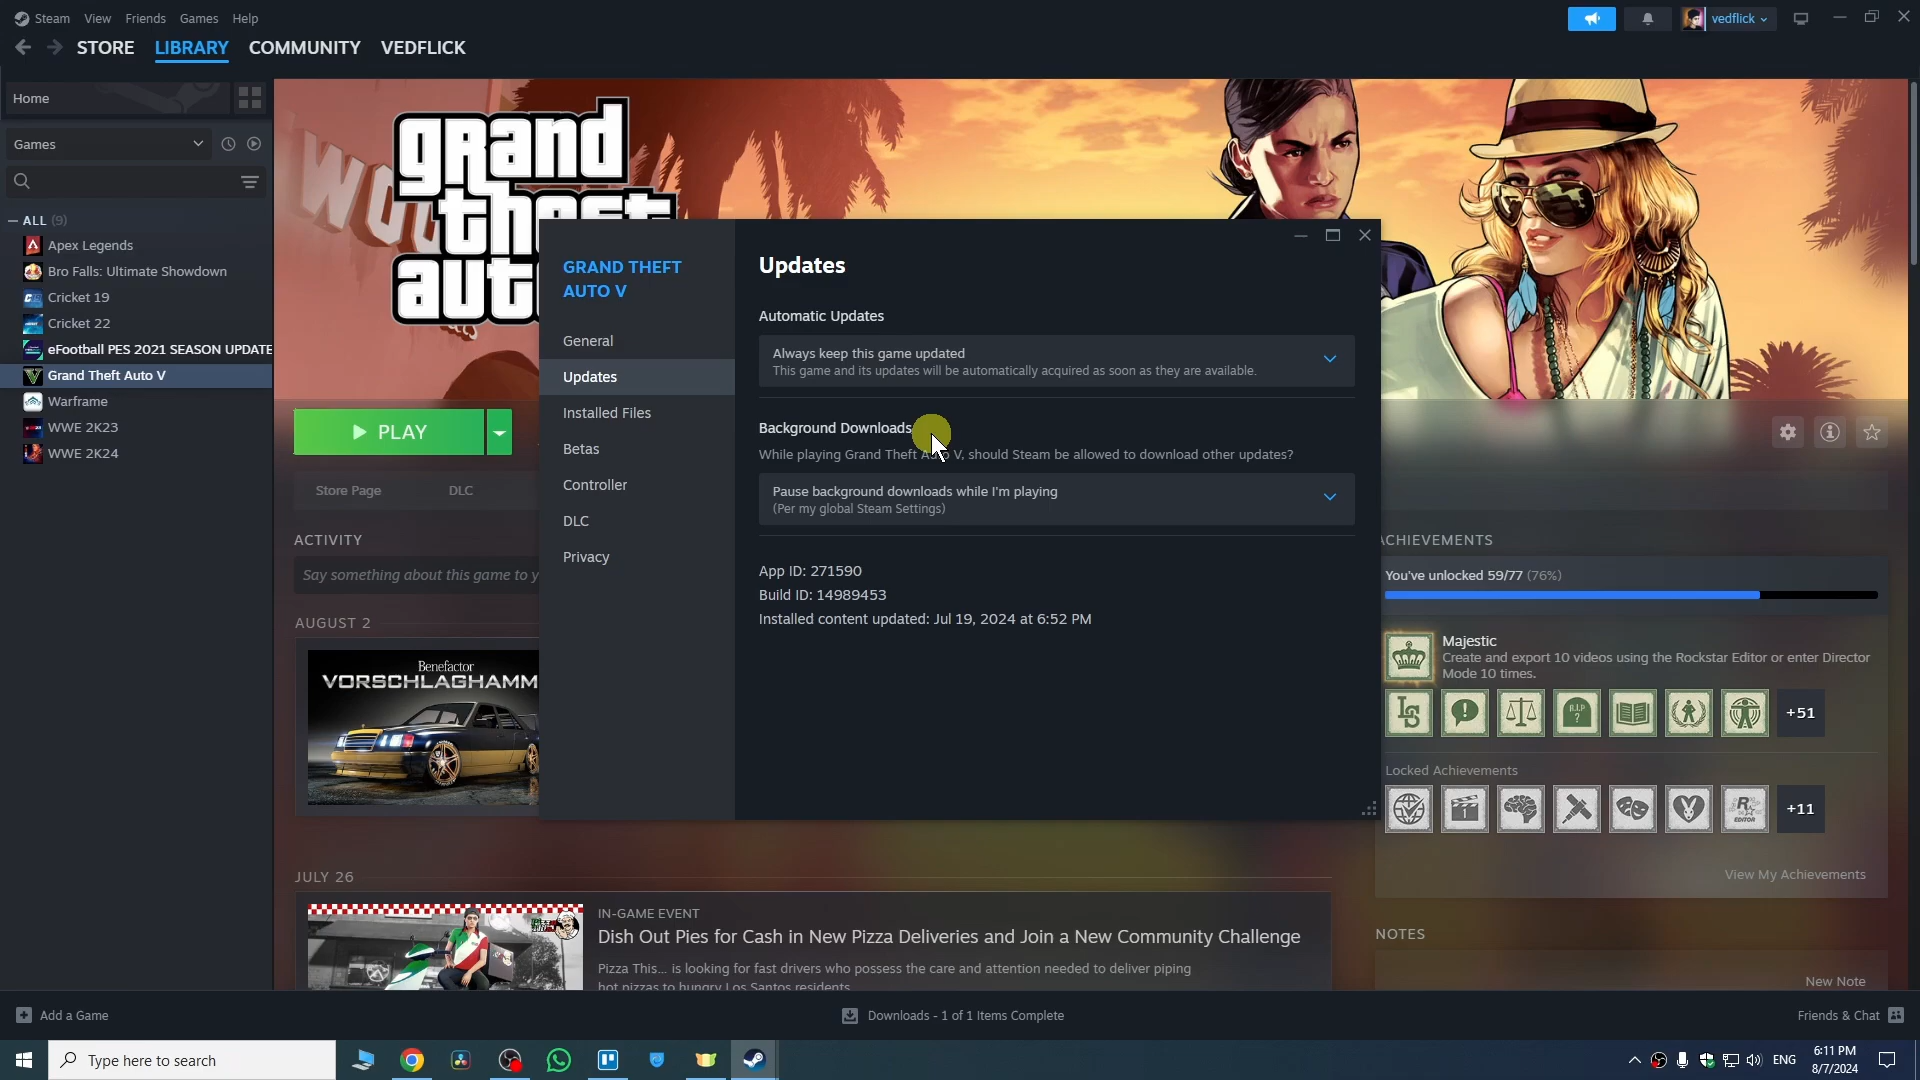 Steam View Friends Games Help
vedflick
STORE LIBRARY COMMUNITY VEDFLICK
Home
Games
ALL (9)
Apex Legends
Bro Falls: Ultimate Showdown
Cricket 19
Cricket 22
eFootball PES 2021 SEASON UPDATE
Grand Theft Auto V
Warframe
WWE 2K23
WWE 2K24
grand
theft
auto
PLAY
Store Page DLC
ACTIVITY
Say something about this game to y
AUGUST 2
Benefactor
VORSCHLAGHAMM
JULY 26
IN-GAME EVENT
Dish Out Pies for Cash in New Pizza Deliveries and Join a New Community Challenge
Pizza This... is looking for fast drivers who possess the care and attention needed to deliver piping
hot pizzas to hungry Los Santos residents
GRAND THEFT
AUTO V
General
Updates
Installed Files
Betas
Controller
DLC
Privacy
Updates
Automatic Updates
Always keep this game updated
This game and its updates will be automatically acquired as soon as they are available.
Background Downloads
While playing Grand Theft Auto V, should Steam be allowed to download other updates?
Pause background downloads while I'm playing
(Per my global Steam Settings)
App ID: 271590
Build ID: 14989453
Installed content updated: Jul 19, 2024 at 6:52 PM
ACHIEVEMENTS
You've unlocked 59/77 (76%)
Majestic
Create and export 10 videos using the Rockstar Editor or enter Director
Mode 10 times.
+51
Locked Achievements
+11
View My Achievements
NOTES
New Note
Add a Game
Downloads - 1 of 1 Items Complete
Friends & Chat
Type here to search
ENG
6:11 PM
8/7/2024